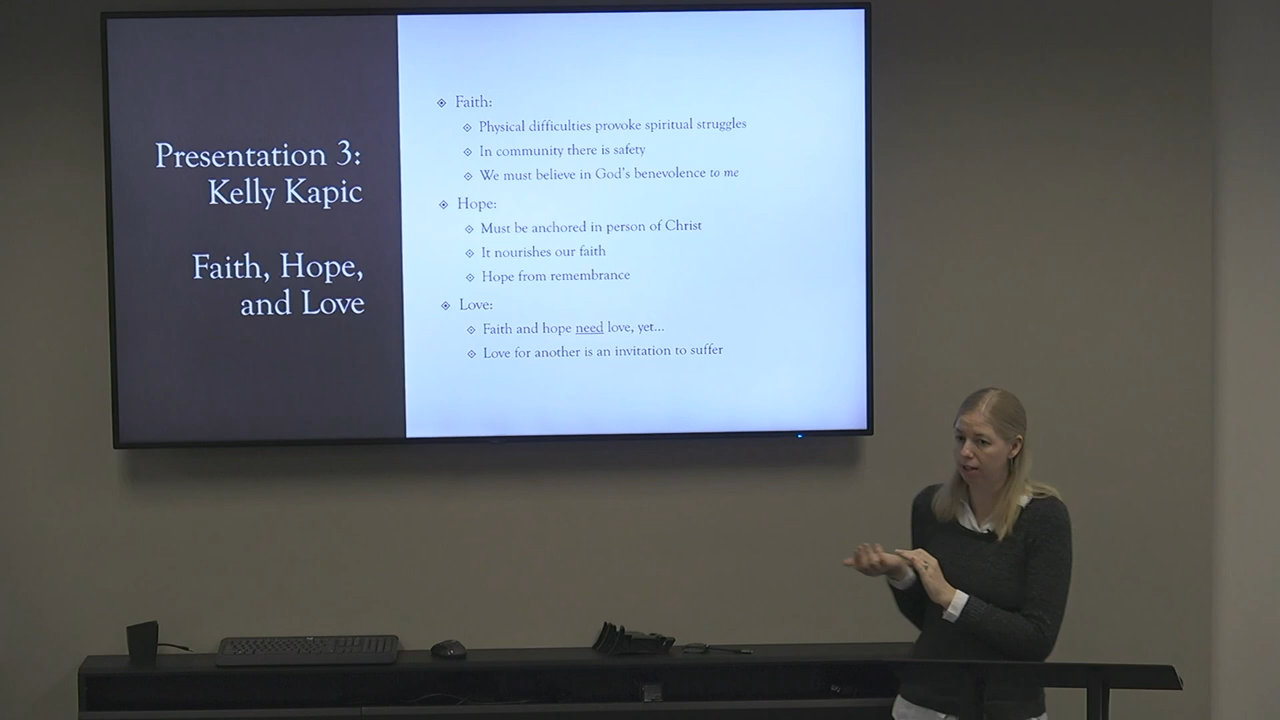 Presentation 3:
Kelly Kapic
Faith, Hope,
and Love
Faith:
Physical difficulties provoke spiritual struggles
In community there is safety
We must believe in God's benevolence to me
Hope:
Must be anchored in person of Christ
It nourishes our faith
Hope from remembrance
Love:
Faith and hope need love, yet...
Love for another is an invitation to suffer